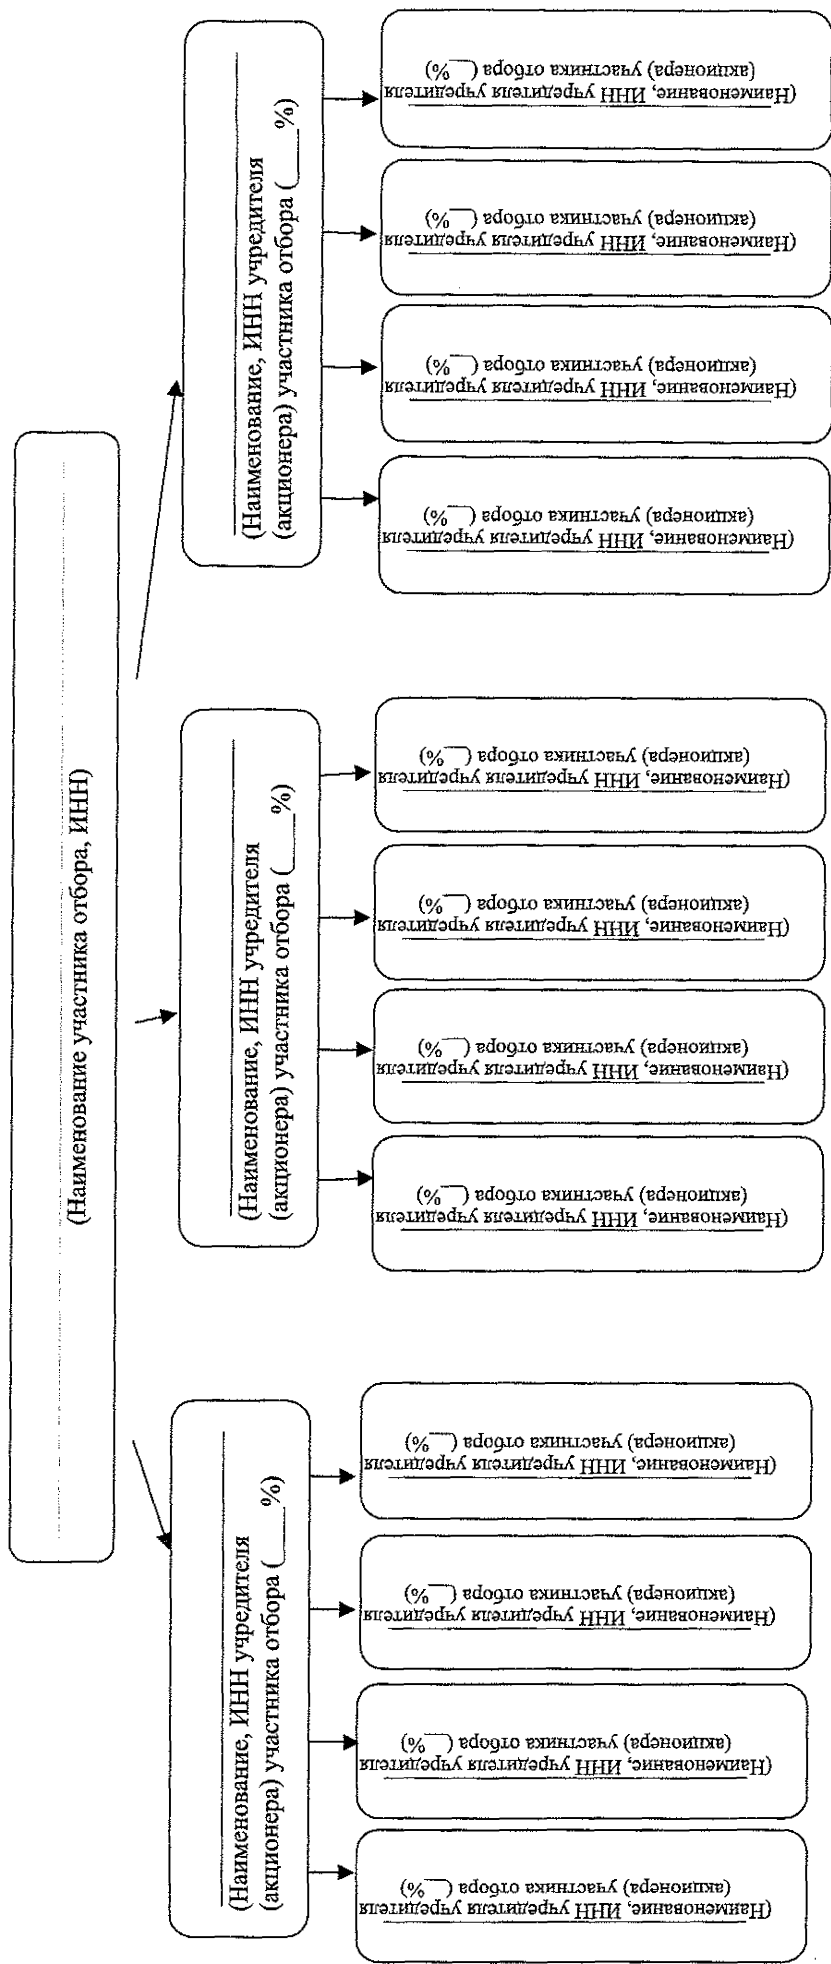 (Наименование участника отбора, ИНН)
(Наименование, ИНН учредителя
(акционера) участника отбора (____%)
(Наименование, ИНН учредителя
(акционера) участника отбора (__%)
(Наименование, ИНН учредителя
(акционера) участника отбора (__%)
(Наименование, ИНН учредителя
(акционера) участника отбора (__%)
(Наименование, ИНН учредителя
(акционера) участника отбора (__%)
(Наименование, ИНН учредителя
(акционера) участника отбора (____%)
(Наименование, ИНН учредителя
(акционера) участника отбора (__%)
(Наименование, ИНН учредителя
(акционера) участника отбора (__%)
(Наименование, ИНН учредителя
(акционера) участника отбора (__%)
(Наименование, ИНН учредителя
(акционера) участника отбора (__%)
(Наименование, ИНН учредителя
(акционера) участника отбора (____%)
(Наименование, ИНН учредителя
(акционера) участника отбора (__%)
(Наименование, ИНН учредителя
(акционера) участника отбора (__%)
(Наименование, ИНН учредителя
(акционера) участника отбора (__%)
(Наименование, ИНН учредителя
(акционера) участника отбора (__%)